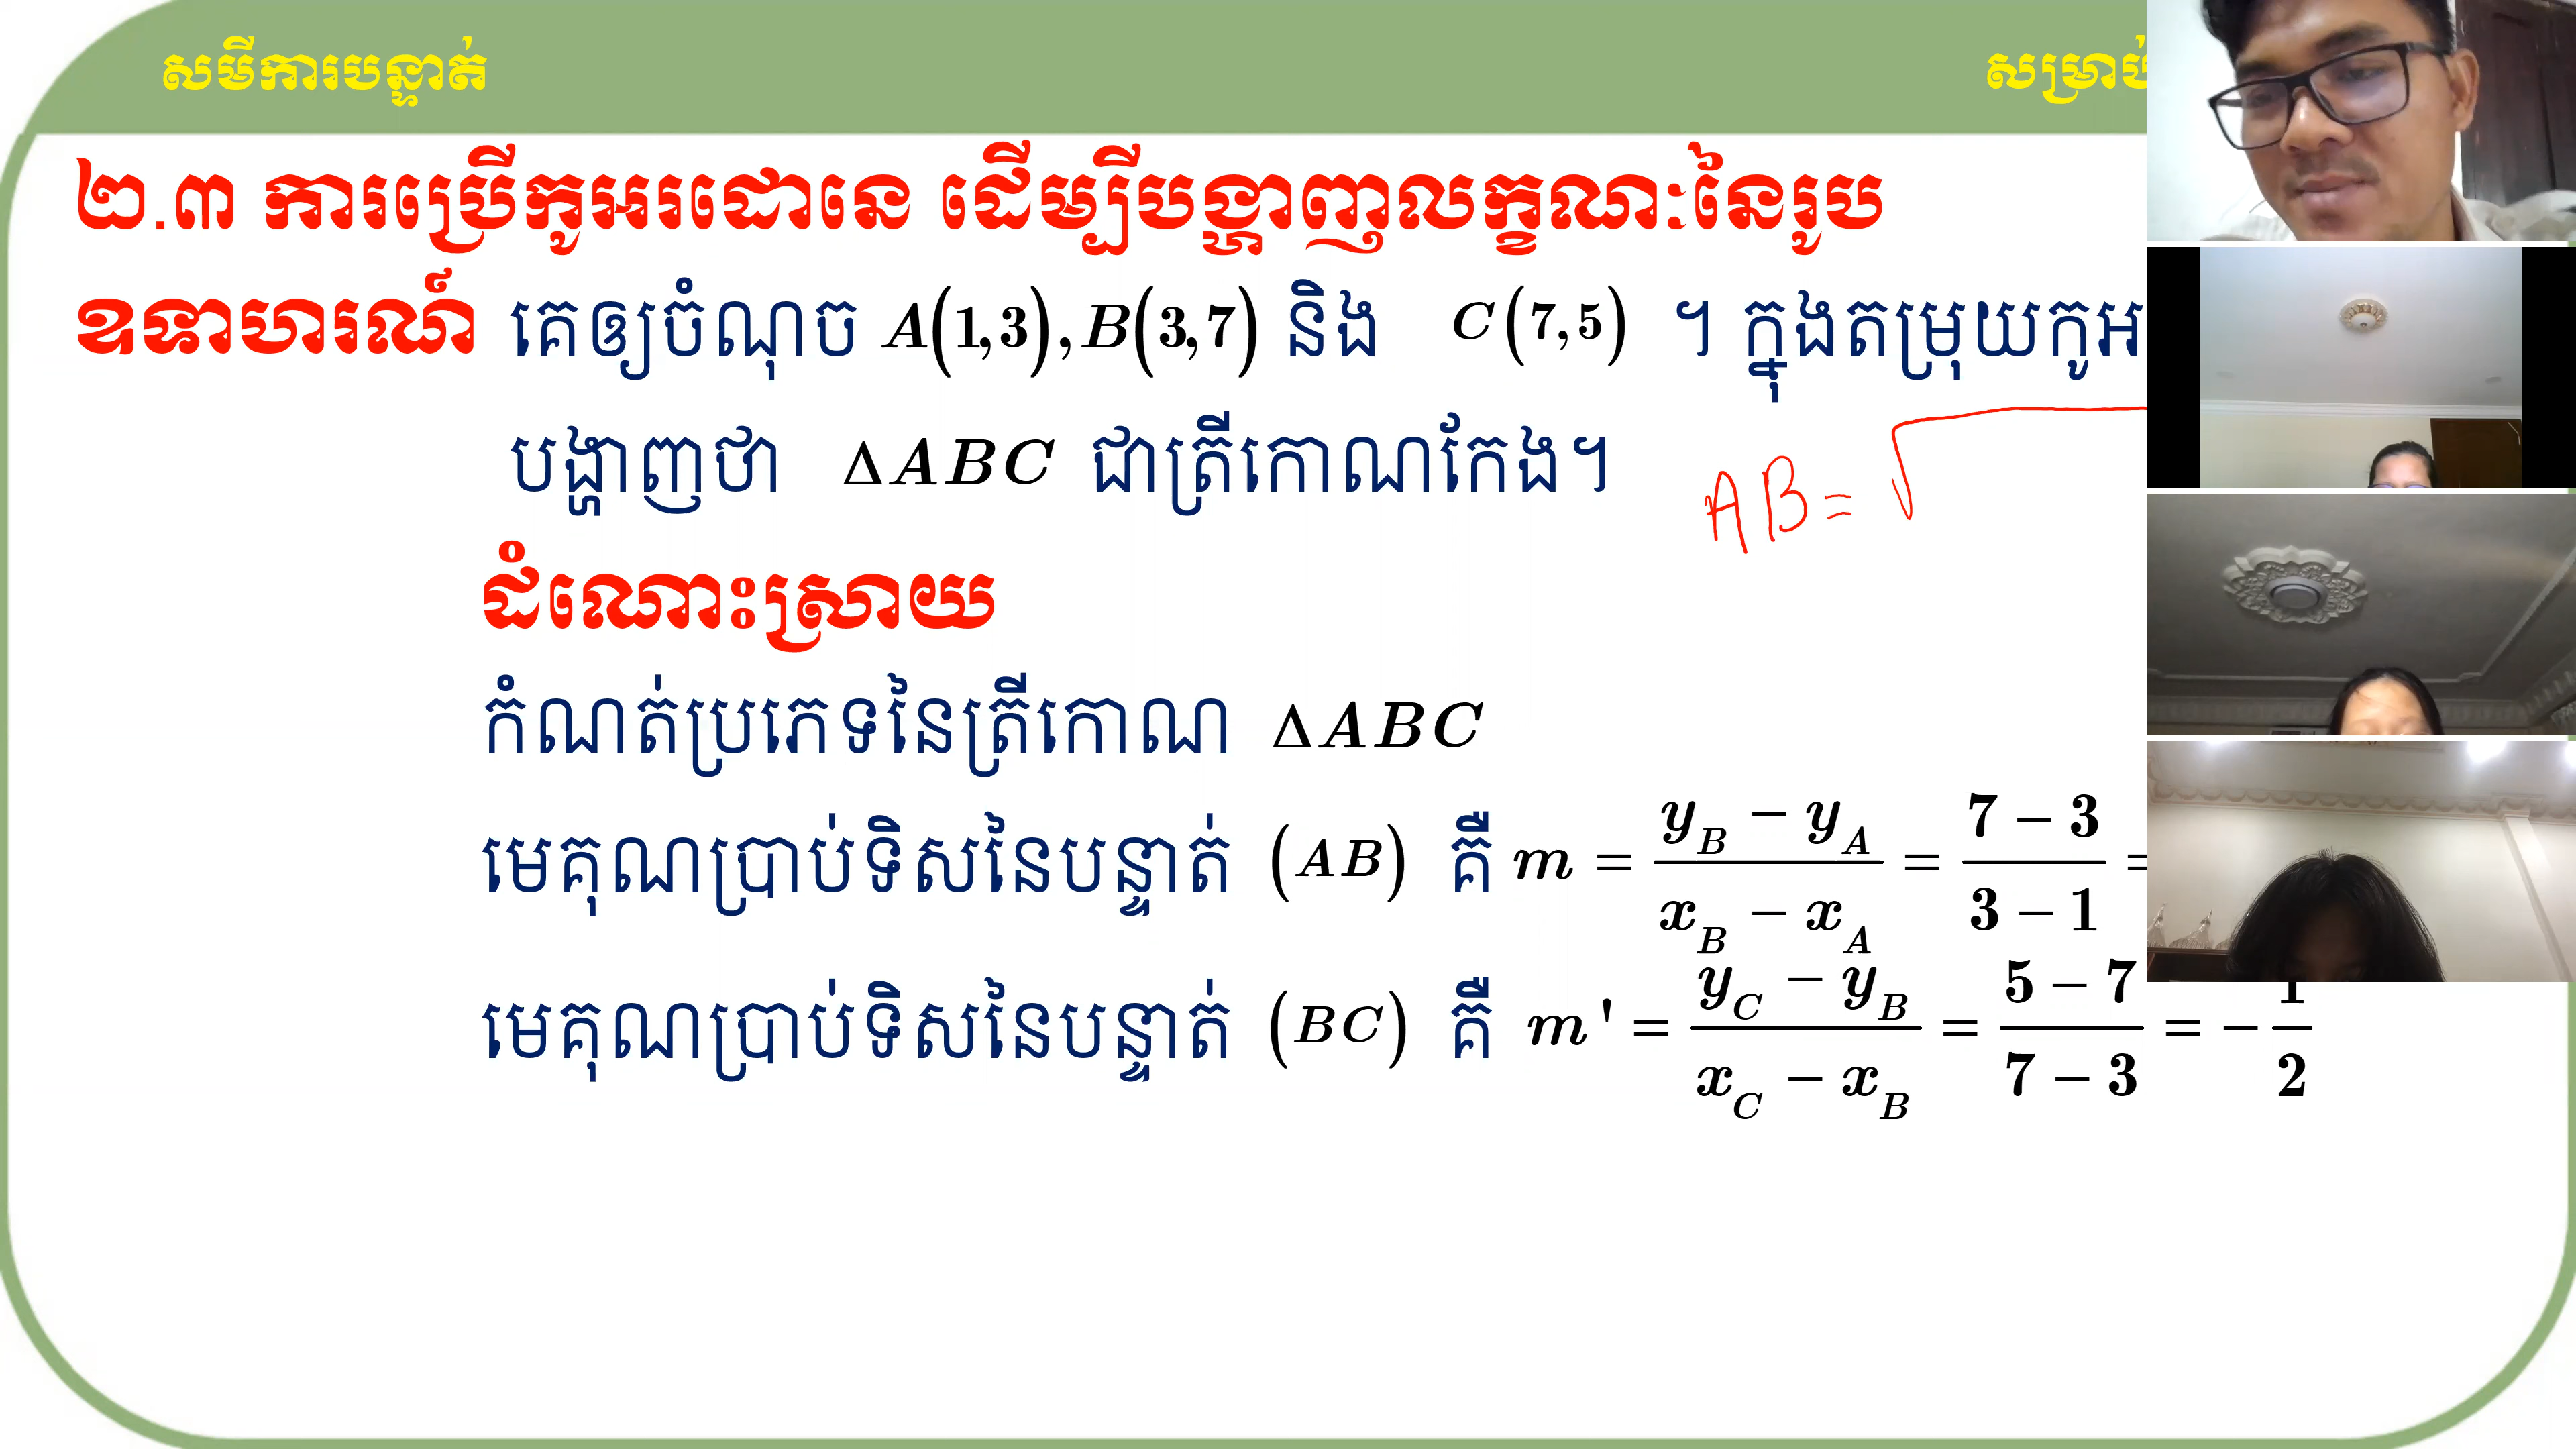 សមីការបន្ទាត់
២.៣ ការប្រើកូអរដោនេ ដើម្បីបង្ហាញលក្ខណៈនៃរូប
ឧទាហរណ៍ គេឲ្យចំណុច A(1,3), B(3,7) និង C(7,5) ។ ក្នុងតម្រុយ
បង្ហាញថា ΔABC ជាត្រីកោណកែង។
AB = √
ដំណោះស្រាយ
កំណត់ប្រភេទនៃត្រីកោណ ΔABC
មេគុណប្រាប់ទិសនៃបន្ទាត់ (AB) គឺ m = (y_B − y_A)/(x_B − x_A) = (7 − 3)/(3 − 1) =
មេគុណប្រាប់ទិសនៃបន្ទាត់ (BC) គឺ m' = (y_C − y_B)/(x_C − x_B) = (5 − 7)/(7 − 3) = −1/2